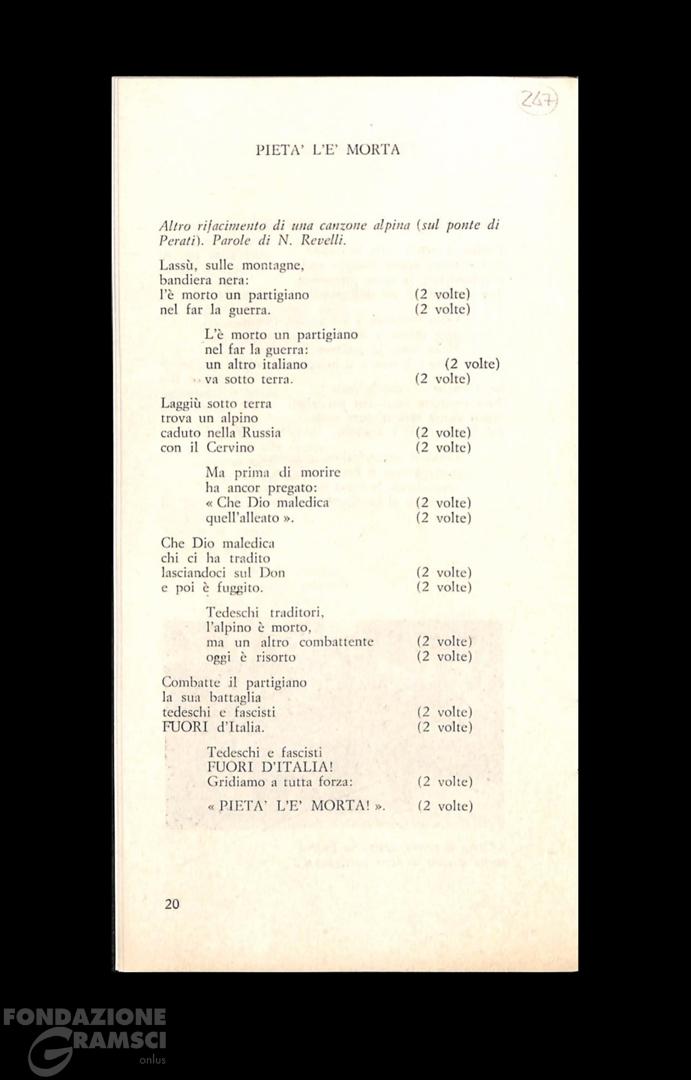 247
PIETA' L'E' MORTA
Altro rifacimento di una canzone alpina (sul ponte di
Perati). Parole di N. Revelli.
Lassù, sulle montagne,
bandiera nera:
l'è morto un partigiano (2 volte)
nel far la guerra. (2 volte)
L'è morto un partigiano
nel far la guerra:
un altro italiano (2 volte)
va sotto terra. (2 volte)
Laggiù sotto terra
trova un alpino
caduto nella Russia (2 volte)
con il Cervino (2 volte)
Ma prima di morire
ha ancor pregato:
« Che Dio maledica (2 volte)
quell'alleato ». (2 volte)
Che Dio maledica
chi ci ha tradito
lasciandoci sul Don (2 volte)
e poi è fuggito. (2 volte)
Tedeschi traditori,
l'alpino è morto,
ma un altro combattente (2 volte)
oggi è risorto (2 volte)
Combatte il partigiano
la sua battaglia
tedeschi e fascisti (2 volte)
FUORI d'Italia. (2 volte)
Tedeschi e fascisti
FUORI D'ITALIA!
Gridiamo a tutta forza: (2 volte)
« PIETA' L'E' MORTA! ». (2 volte)
20
FONDAZIONE
GRAMSCI
onlus